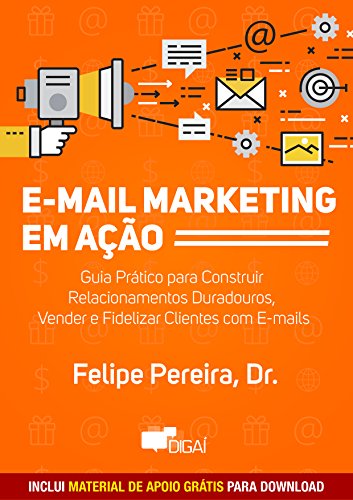 E-MAIL MARKETING
EM AÇÃO
Guia Prático para Construir
Relacionamentos Duradouros,
Vender e Fidelizar Clientes com E-mails
Felipe Pereira, Dr.
DIGAÍ
INCLUI MATERIAL DE APOIO GRÁTIS PARA DOWNLOAD